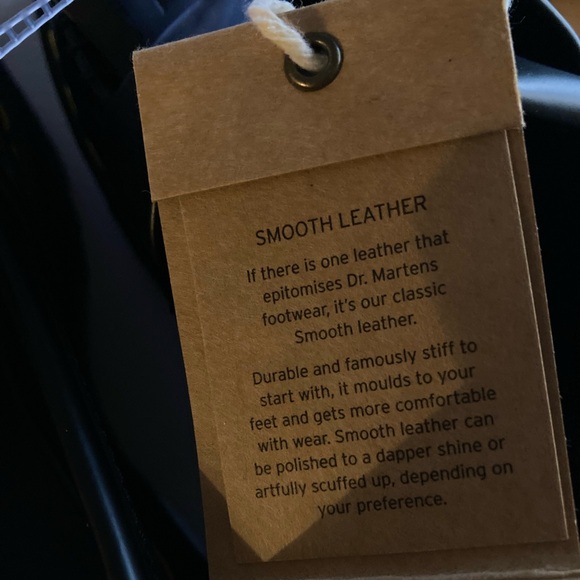 SMOOTH LEATHER
If there is one leather that
epitomises Dr. Martens
footwear, it's our classic
Smooth leather.
Durable and famously stiff to
start with, it moulds to your
feet and gets more comfortable
with wear. Smooth leather can
be polished to a dapper shine or
artfully scuffed up, depending on
your preference.